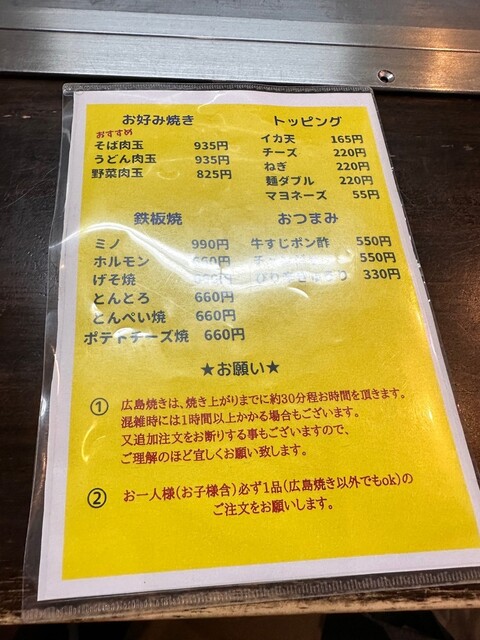 お好み焼き
おすすめ
そば肉玉 935円
うどん肉玉 935円
野菜肉玉 825円
トッピング
イカ天 165円
チーズ 220円
ねぎ 220円
麺ダブル 220円
マヨネーズ 55円
鉄板焼
ミノ 990円
ホルモン 660円
げそ焼
とんとろ 660円
とんぺい焼 660円
ポテトチーズ焼 660円
おつまみ
牛すじポン酢 550円
550円
330円
★お願い★
① 広島焼きは、焼き上がりまでに約30分程お時間を頂きます。
混雑時には1時間以上かかる場合もございます。
又追加注文をお断りする事もございますので、
ご理解のほど宜しくお願い致します。
② お一人様(お子様含)必ず1品(広島焼き以外でもok)の
ご注文をお願いします。